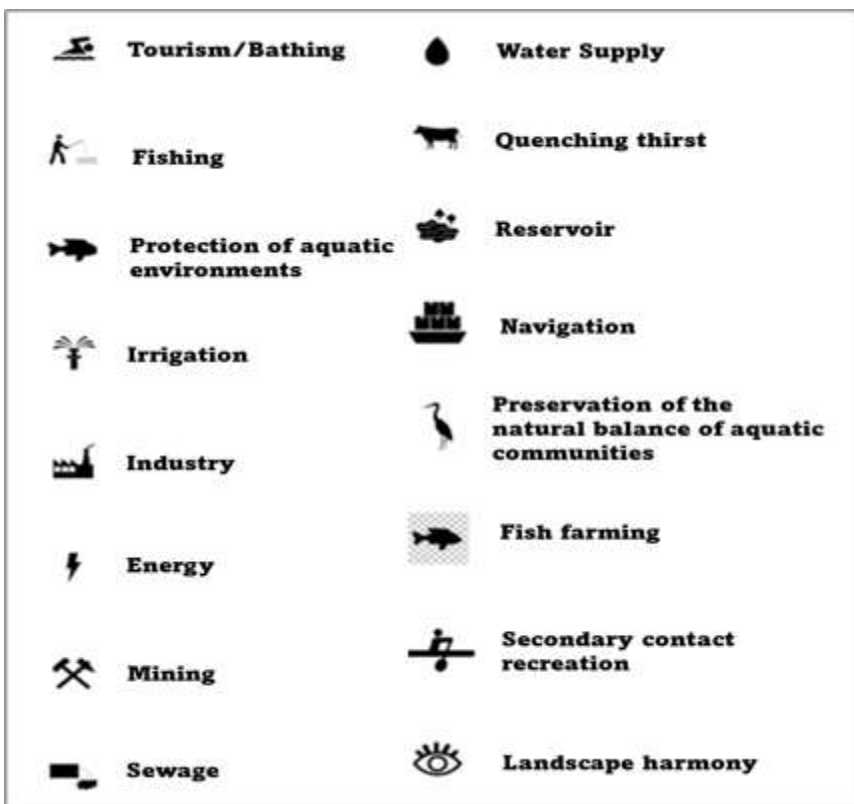 Tourism/Bathing
Fishing
Protection of aquatic
environments
Irrigation
Industry
Energy
Mining
Sewage
Water Supply
Quenching thirst
Reservoir
Navigation
Preservation of the
natural balance of aquatic
communities
Fish farming
Secondary contact
recreation
Landscape harmony